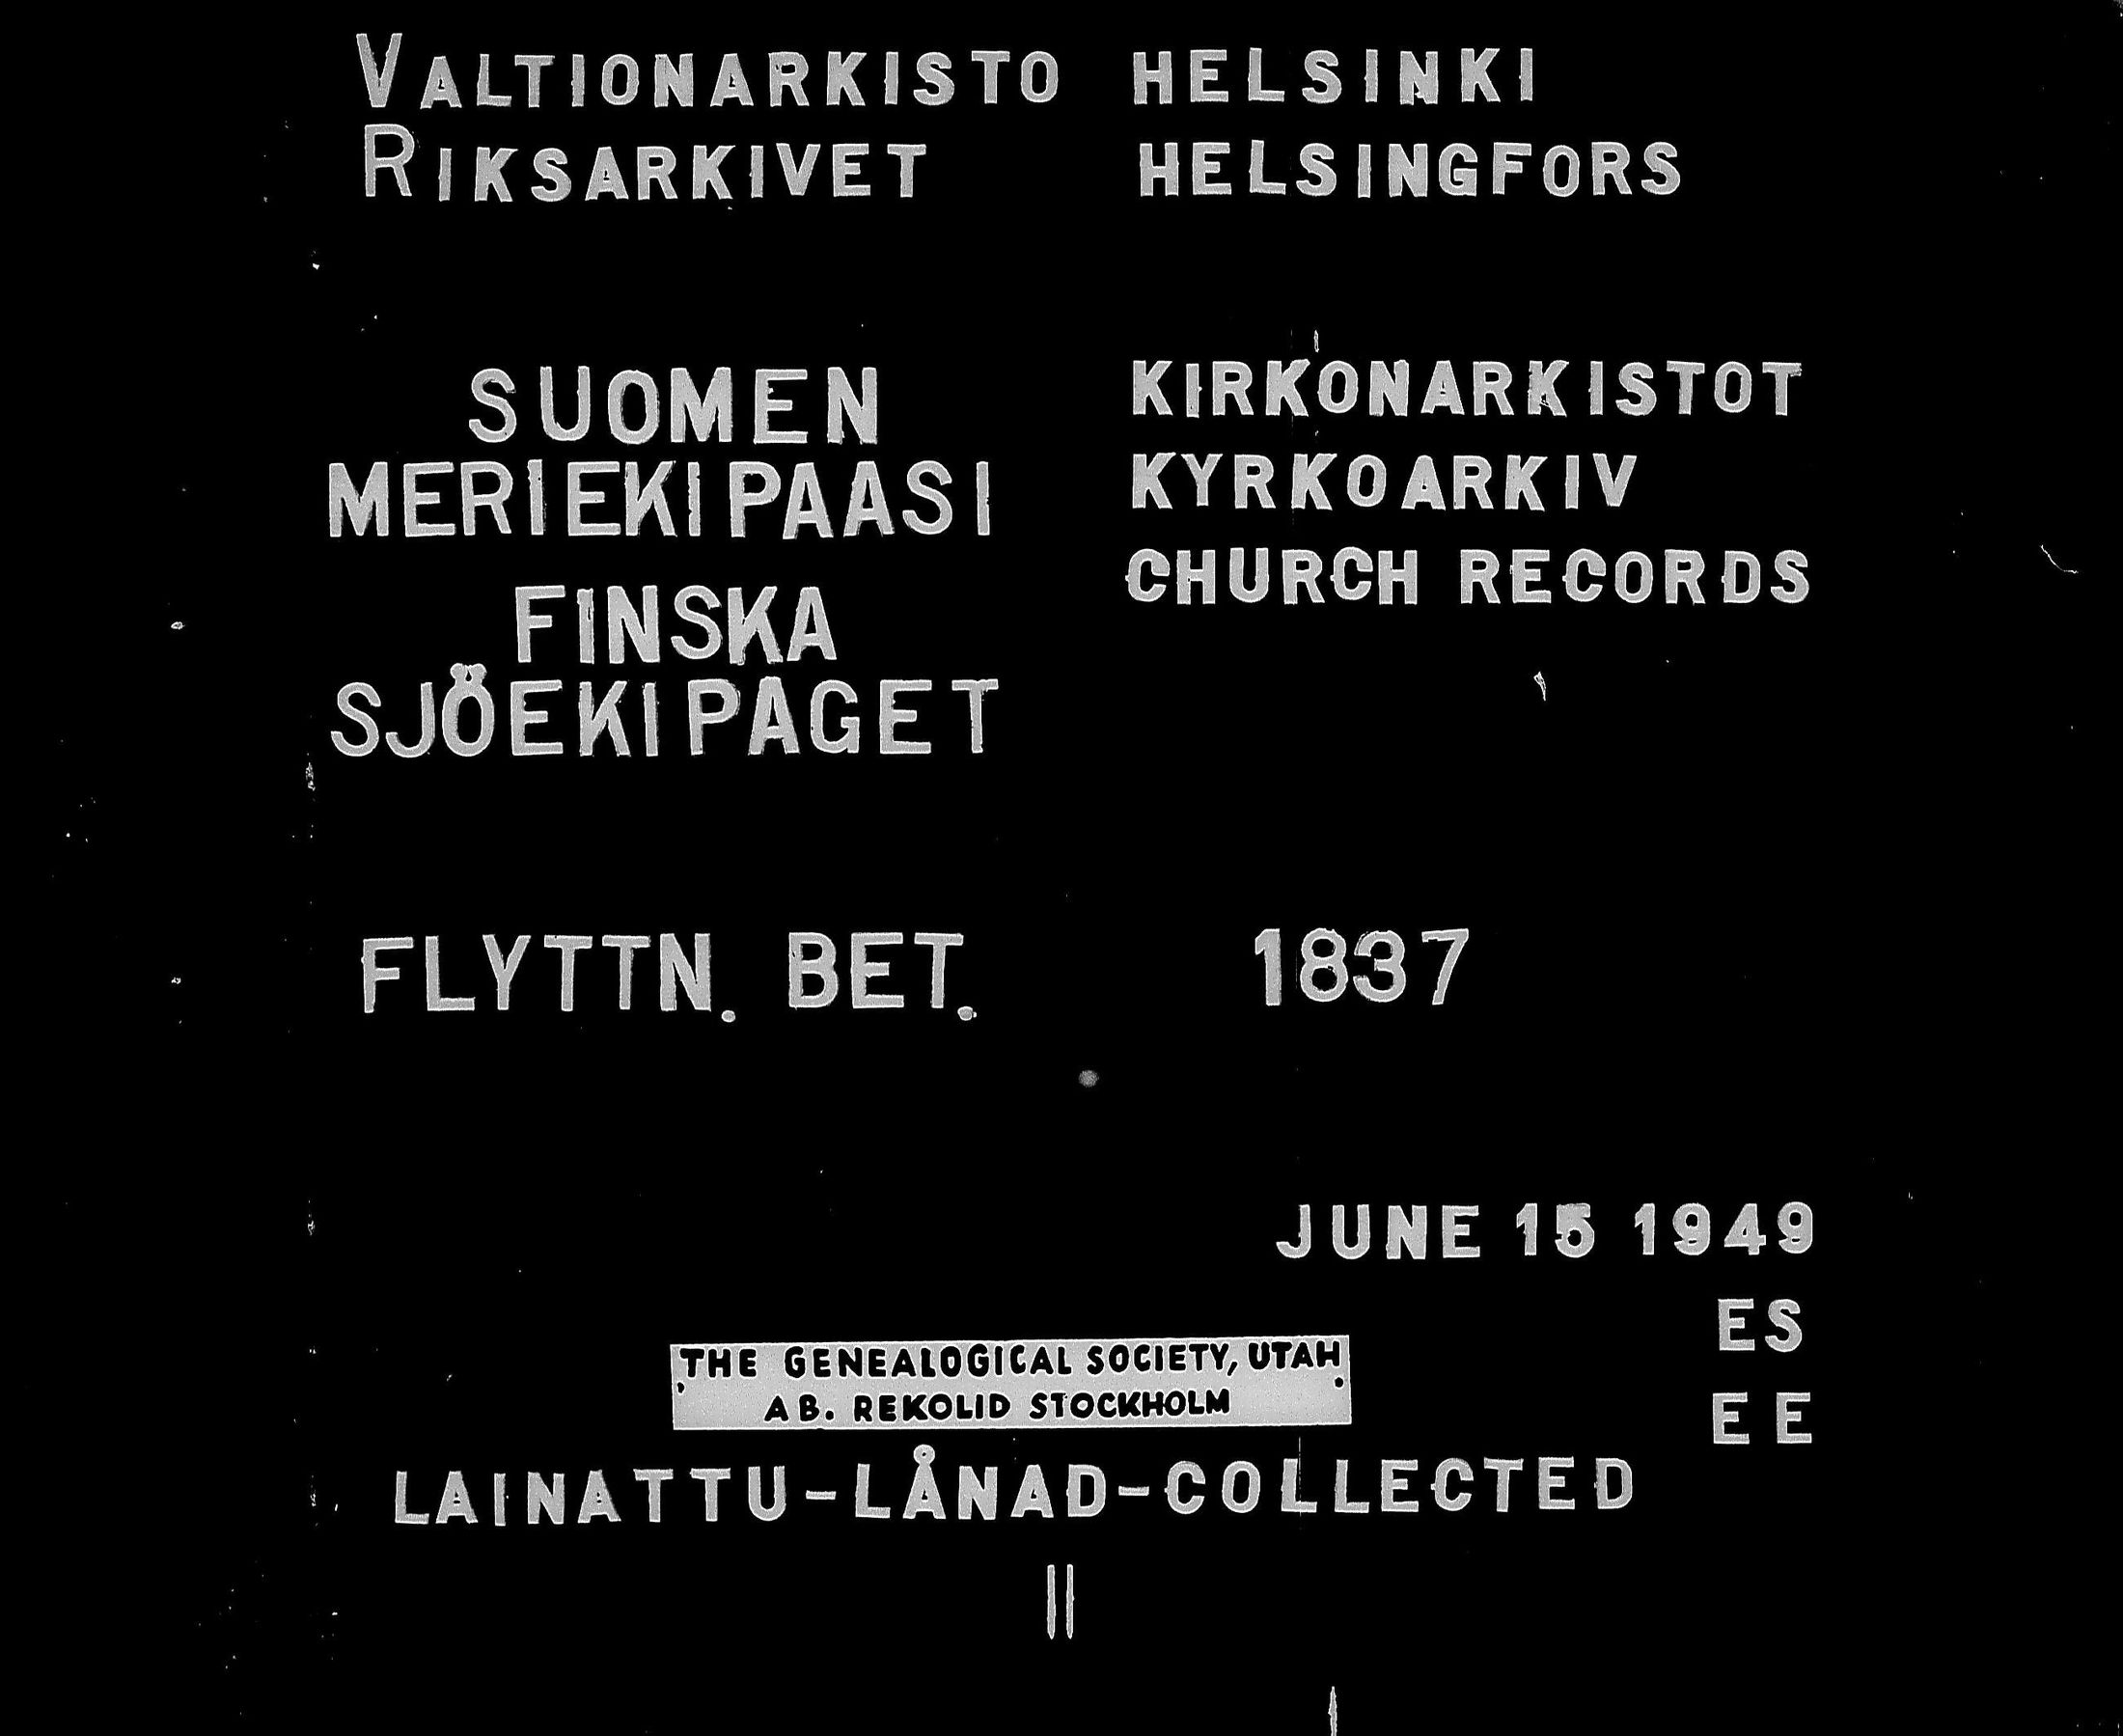 VALTIONARKISTO HELSINKI
RIKSARKIVET HELSINGFORS
SUOMEN
MERIEKIPAASI
FINSKA
SJÖEKIPAGET
KIRKONARKISTOT
KYRKOARKIV
CHURCH RECORDS
FLYTTN. BET. 1837
JUNE 15 1949
ES
EE
THE GENEALOGICAL SOCIETY, UTAH
AB. REKOLID STOCKHOLM
LAINATTU-LÅNAD-COLLECTED
||